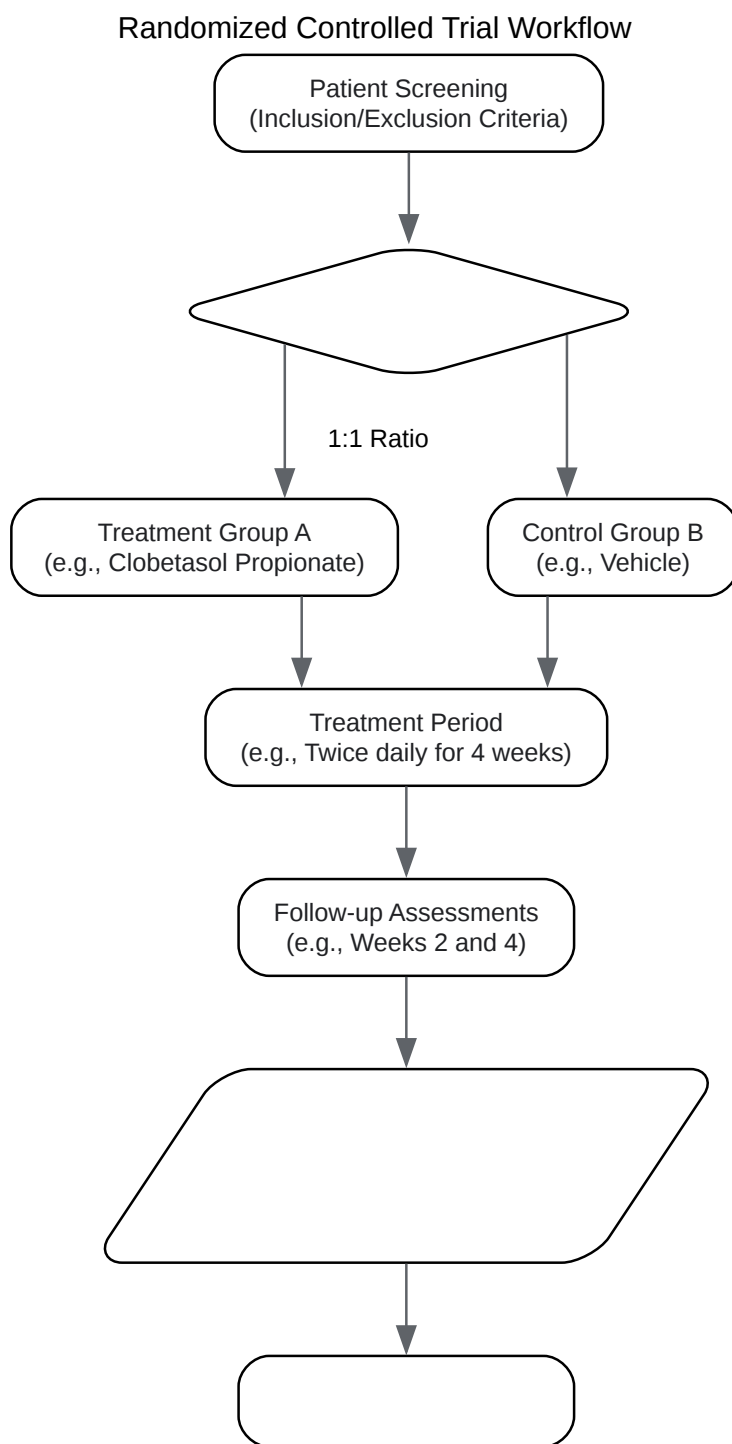 Randomized Controlled Trial Workflow
Patient Screening
(Inclusion/Exclusion Criteria)
1:1 Ratio
Treatment Group A
(e.g., Clobetasol Propionate)
Control Group B
(e.g., Vehicle)
Treatment Period
(e.g., Twice daily for 4 weeks)
Follow-up Assessments
(e.g., Weeks 2 and 4)